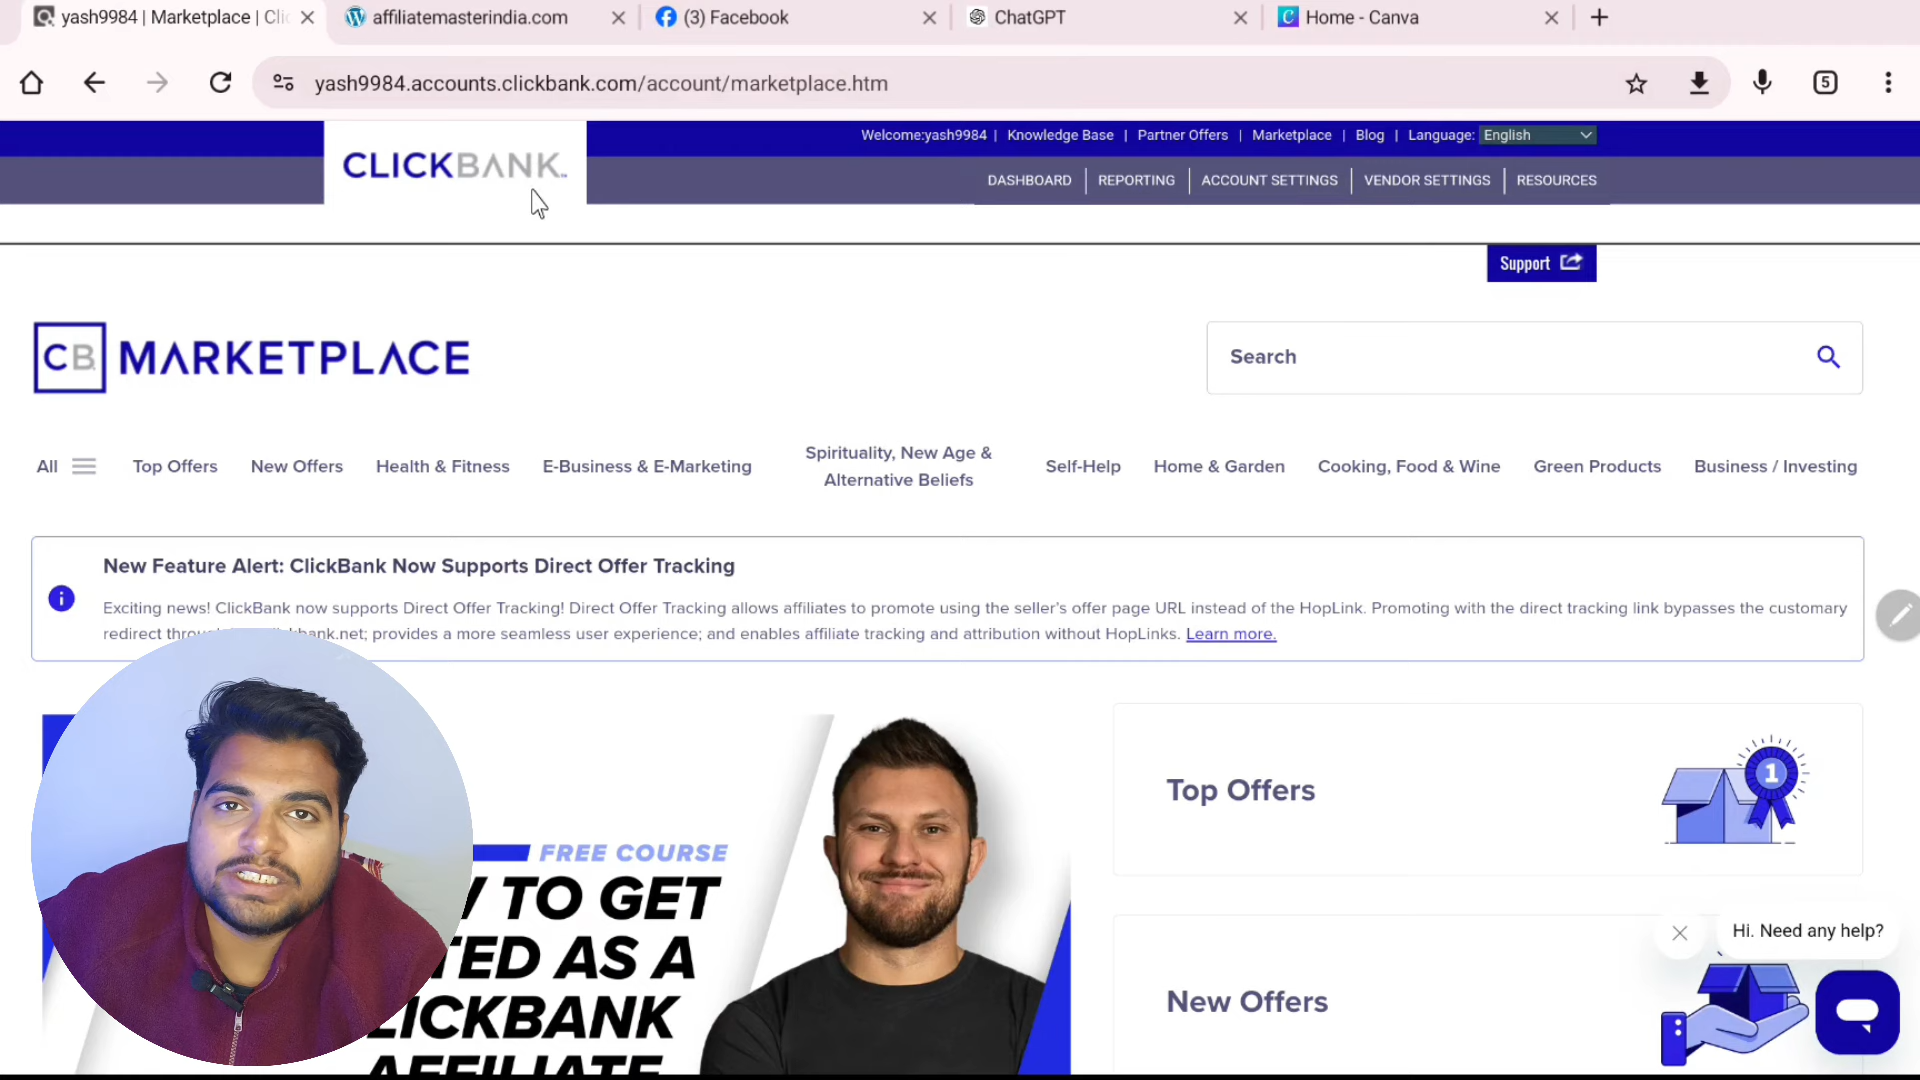 yash9984 | Marketplace | Clic
affiliatemasterindia.com
(3) Facebook
ChatGPT
Home - Canva
yash9984.accounts.clickbank.com/account/marketplace.htm
5
Welcome:yash9984 | Knowledge Base | Partner Offers | Marketplace | Blog | Language: English
CLICKBANK
DASHBOARD | REPORTING | ACCOUNT SETTINGS | VENDOR SETTINGS | RESOURCES
Support
CB MARKETPLACE
Search
All
Top Offers
New Offers
Health & Fitness
E-Business & E-Marketing
Spirituality, New Age &
Alternative Beliefs
Self-Help
Home & Garden
Cooking, Food & Wine
Green Products
Business / Investing
New Feature Alert: ClickBank Now Supports Direct Offer Tracking
Exciting news! ClickBank now supports Direct Offer Tracking! Direct Offer Tracking allows affiliates to promote using the seller's offer page URL instead of the HopLink. Promoting with the direct tracking link bypasses the customary
redirect bank.net; provides a more seamless user experience; and enables affiliate tracking and attribution without HopLinks. Learn more.
FREE COURSE
TO GET
TED AS A
LICKBANK
AFFILIATE
Top Offers
1
New Offers
Hi. Need any help?